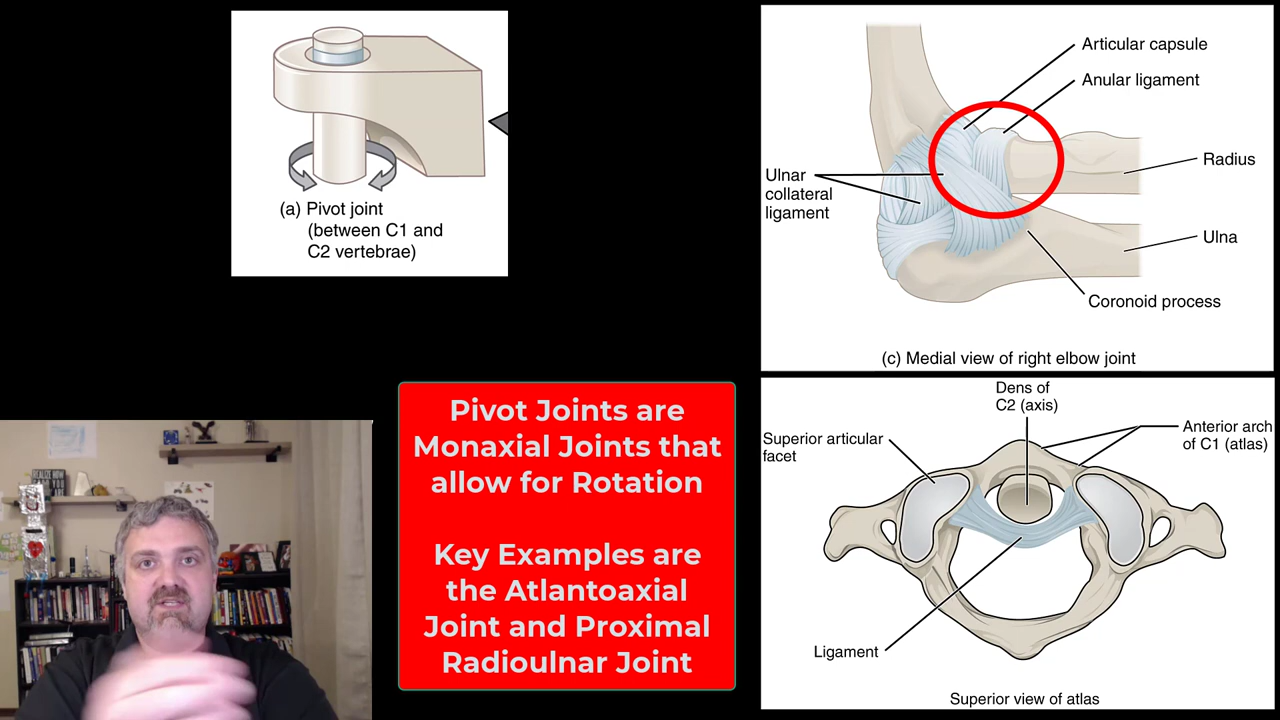 (a) Pivot joint
(between C1 and
C2 vertebrae)
Articular capsule
Anular ligament
Radius
Ulnar
collateral
ligament
Ulna
Coronoid process
(c) Medial view of right elbow joint
Pivot Joints are
Monaxial Joints that
allow for Rotation
Key Examples are
the Atlantoaxial
Joint and Proximal
Radioulnar Joint
Dens of
C2 (axis)
Superior articular
facet
Anterior arch
of C1 (atlas)
Ligament
Superior view of atlas